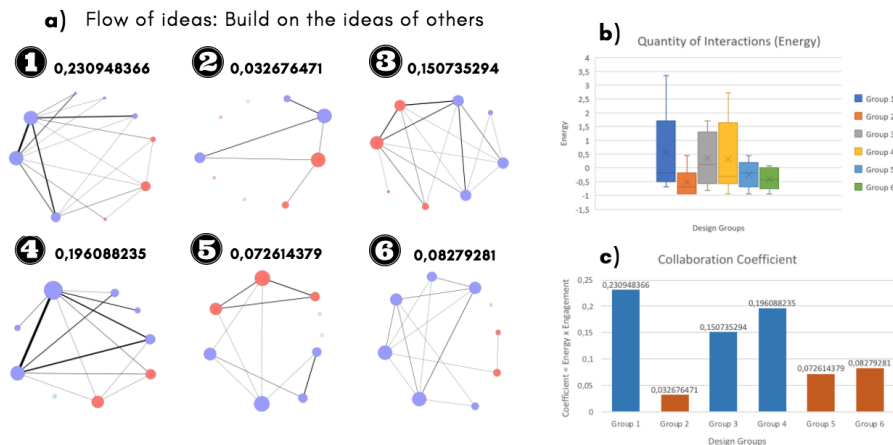 a) Flow of ideas: Build on the ideas of others
1 0,230948366
2 0,032676471
3 0,150735294
4 0,196088235
5 0,072614379
6 0,08279281
b)
Quantity of Interactions (Energy)
4
3,5
3
2,5
2
1,5
1
0,5
0
-0,5
-1
-1,5
Energy
Design Groups
Group 1
Group 2
Group 3
Group 4
Group 5
Group 6
c)
Collaboration Coefficient
0,25
0,2
0,15
0,1
0,05
0
Coefficient = Energy x Engagement
0,230948366
0,032676471
0,150735294
0,196088235
0,072614379
0,08279281
Group 1
Group 2
Group 3
Group 4
Group 5
Group 6
Design Groups